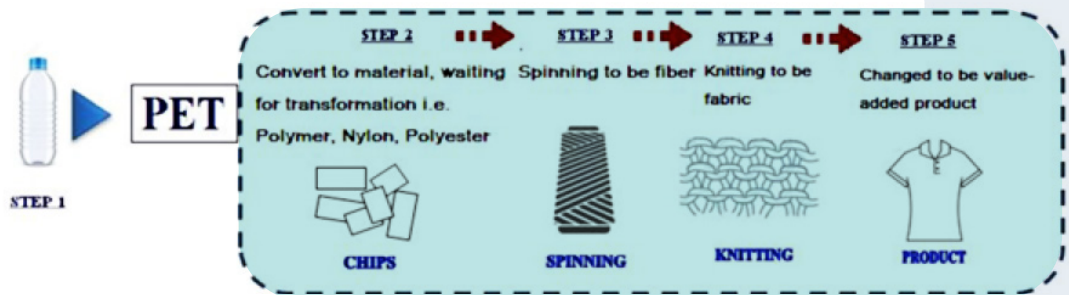 STEP 1
PET
STEP 2
Convert to material, waiting
for transformation i.e.
Polymer, Nylon, Polyester
CHIPS
STEP 3
Spinning to be fiber
SPINNING
STEP 4
Knitting to be
fabric
KNITTING
STEP 5
Changed to be value-
added product
PRODUCT